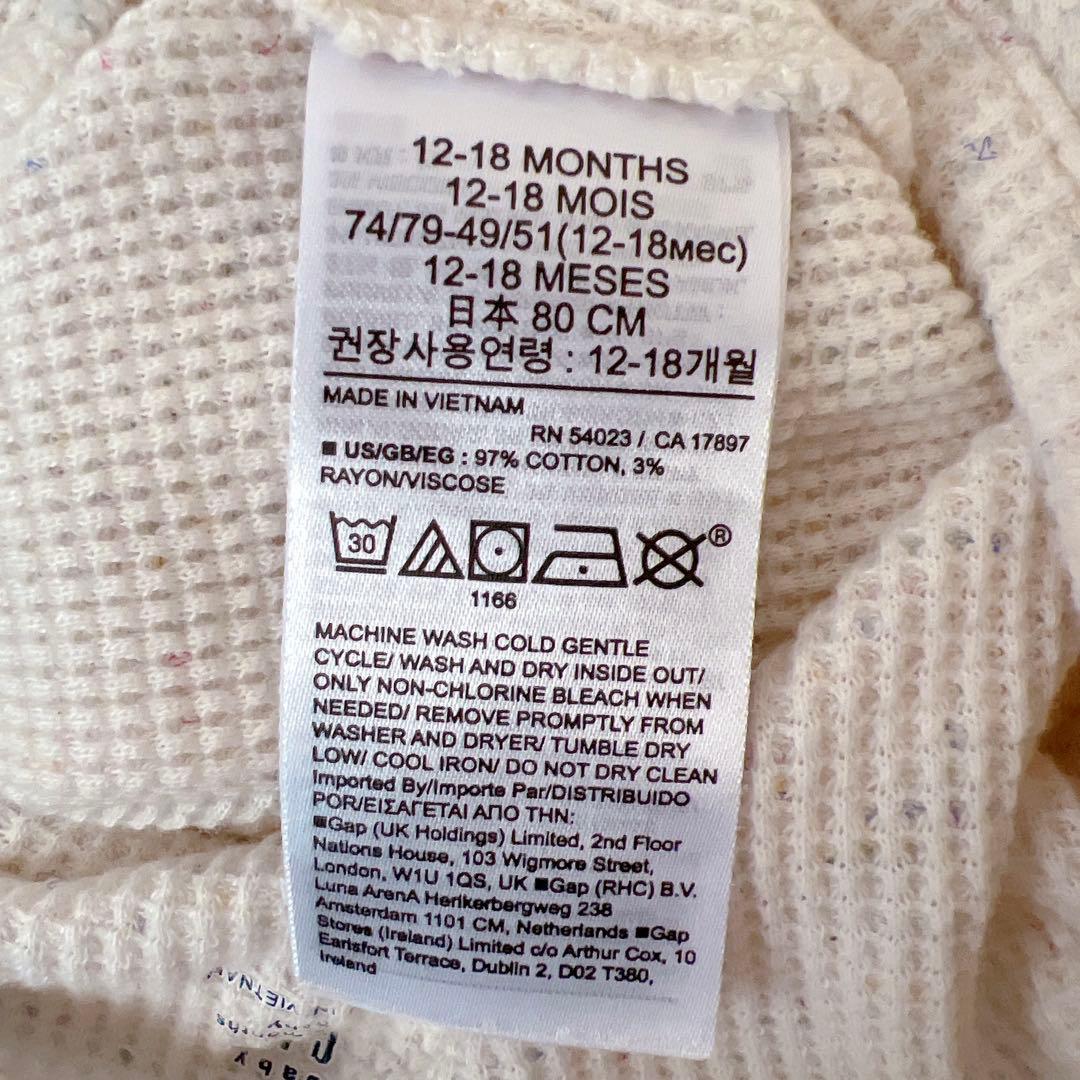 12-18 MONTHS
12-18 MOIS
74/79-49/51(12-18мес)
12-18 MESES
日本 80 CM
권장사용연령 : 12-18개월
MADE IN VIETNAM
RN 54023 / CA 17897
■ US/GB/EG : 97% COTTON, 3%
RAYON/VISCOSE
30
®
1166
MACHINE WASH COLD GENTLE
CYCLE/ WASH AND DRY INSIDE OUT/
ONLY NON-CHLORINE BLEACH WHEN
NEEDED/ REMOVE PROMPTLY FROM
WASHER AND DRYER/ TUMBLE DRY
LOW/ COOL IRON/ DO NOT DRY CLEAN
Imported By/Importe Par/DISTRIBUIDO
POR/ΕΙΣΑΓΕΤΑΙ ΑΠΟ ΤΗΝ:
■Gap (UK Holdings) Limited, 2nd Floor
Nations House, 103 Wigmore Street,
London, W1U 1QS, UK ■Gap (RHC) B.V.
Luna ArenA Herikerbergweg 238
Amsterdam 1101 CM, Netherlands ■Gap
Stores (Ireland) Limited c/o Arthur Cox, 10
Earlsfort Terrace, Dublin 2, D02 T380,
Ireland